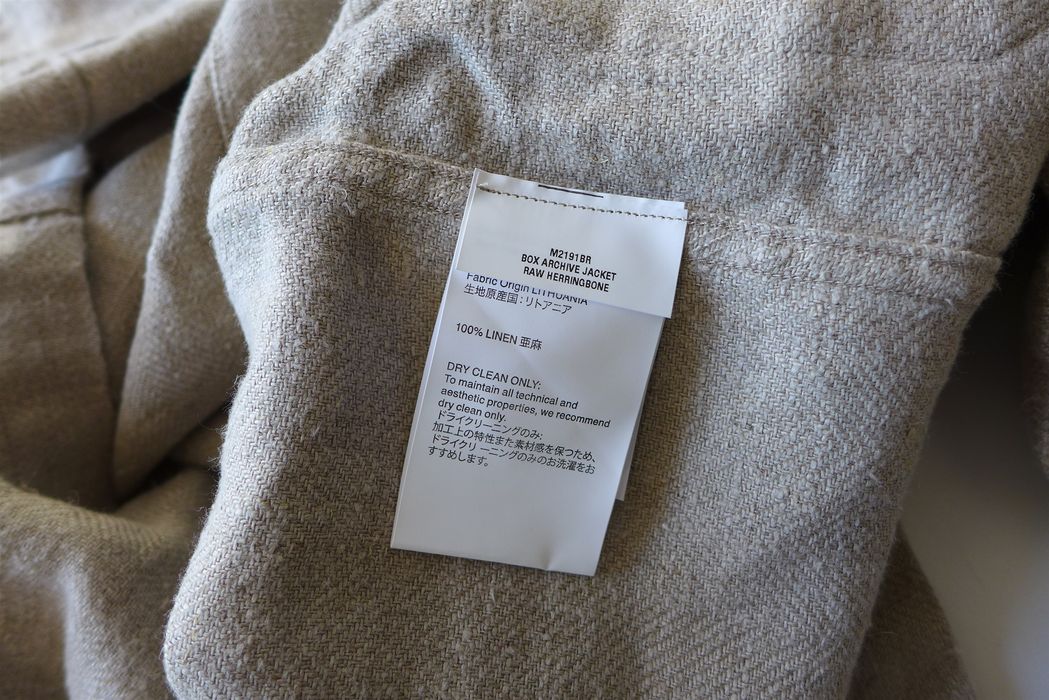 M2191BR
BOX ARCHIVE JACKET
RAW HERRINGBONE
Fabric Origin LITHUANIA
生地原産国：リトアニア
100% LINEN 亜麻
DRY CLEAN ONLY:
To maintain all technical and
aesthetic properties, we recommend
dry clean only.
ドライクリーニングのみ:
加工上の特性また素材感を保つため、
ドライクリーニングのみのお洗濯をお
すすめします。